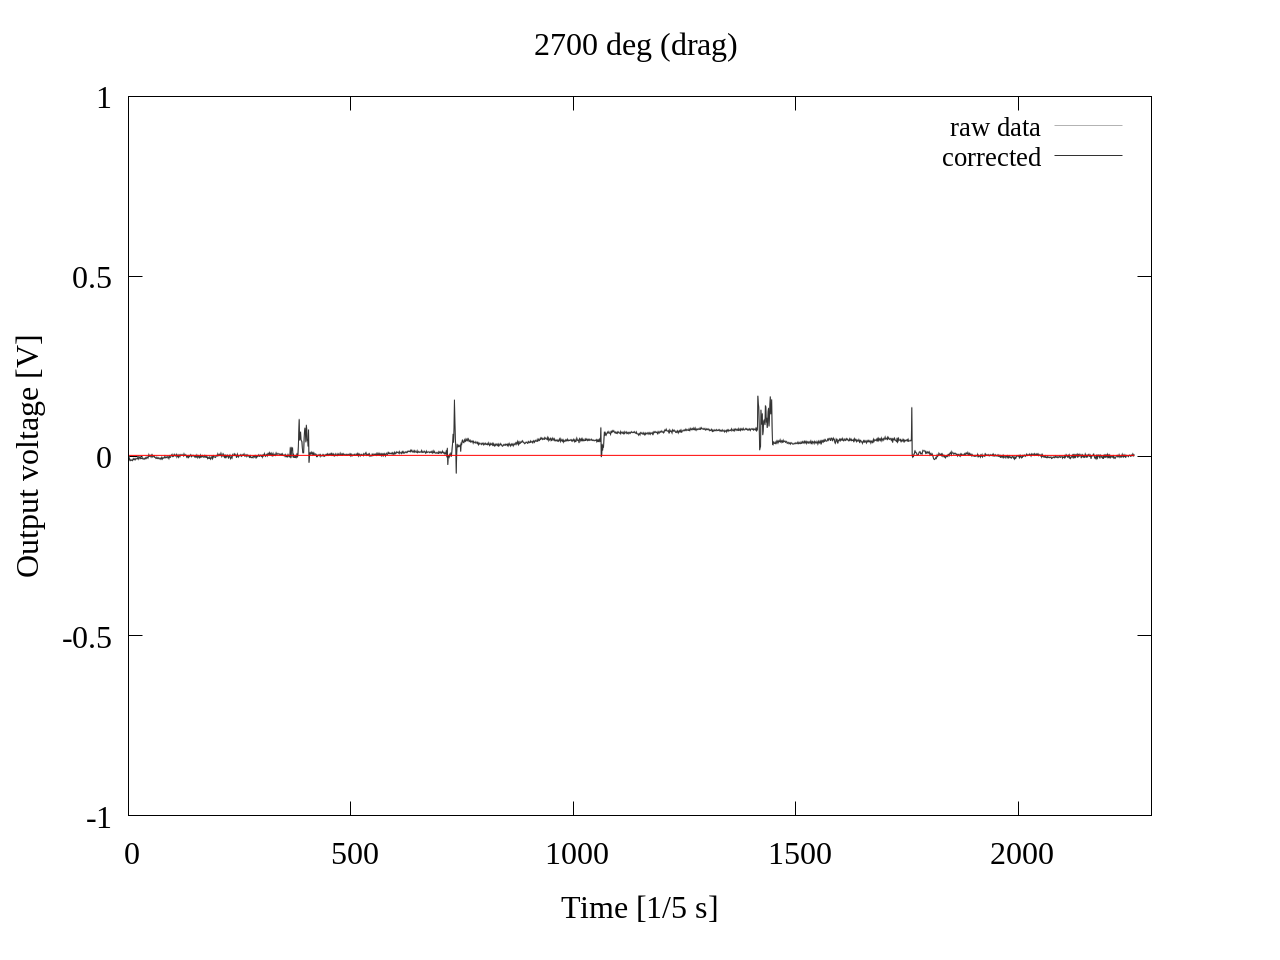 2700 deg (drag)
raw data
corrected
1
0.5
0
-0.5
-1
Output voltage [V]
0 500 1000 1500 2000
Time [1/5 s]